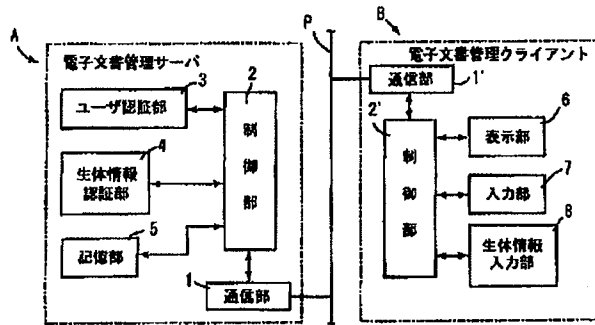 A
電子文書管理サーバ
3
ユーザ認証部
2
制御部
4
生体情報
認証部
5
記憶部
1
通信部
P
B
電子文書管理クライアント
通信部
1'
2'
制御部
6
表示部
7
入力部
8
生体情報
入力部